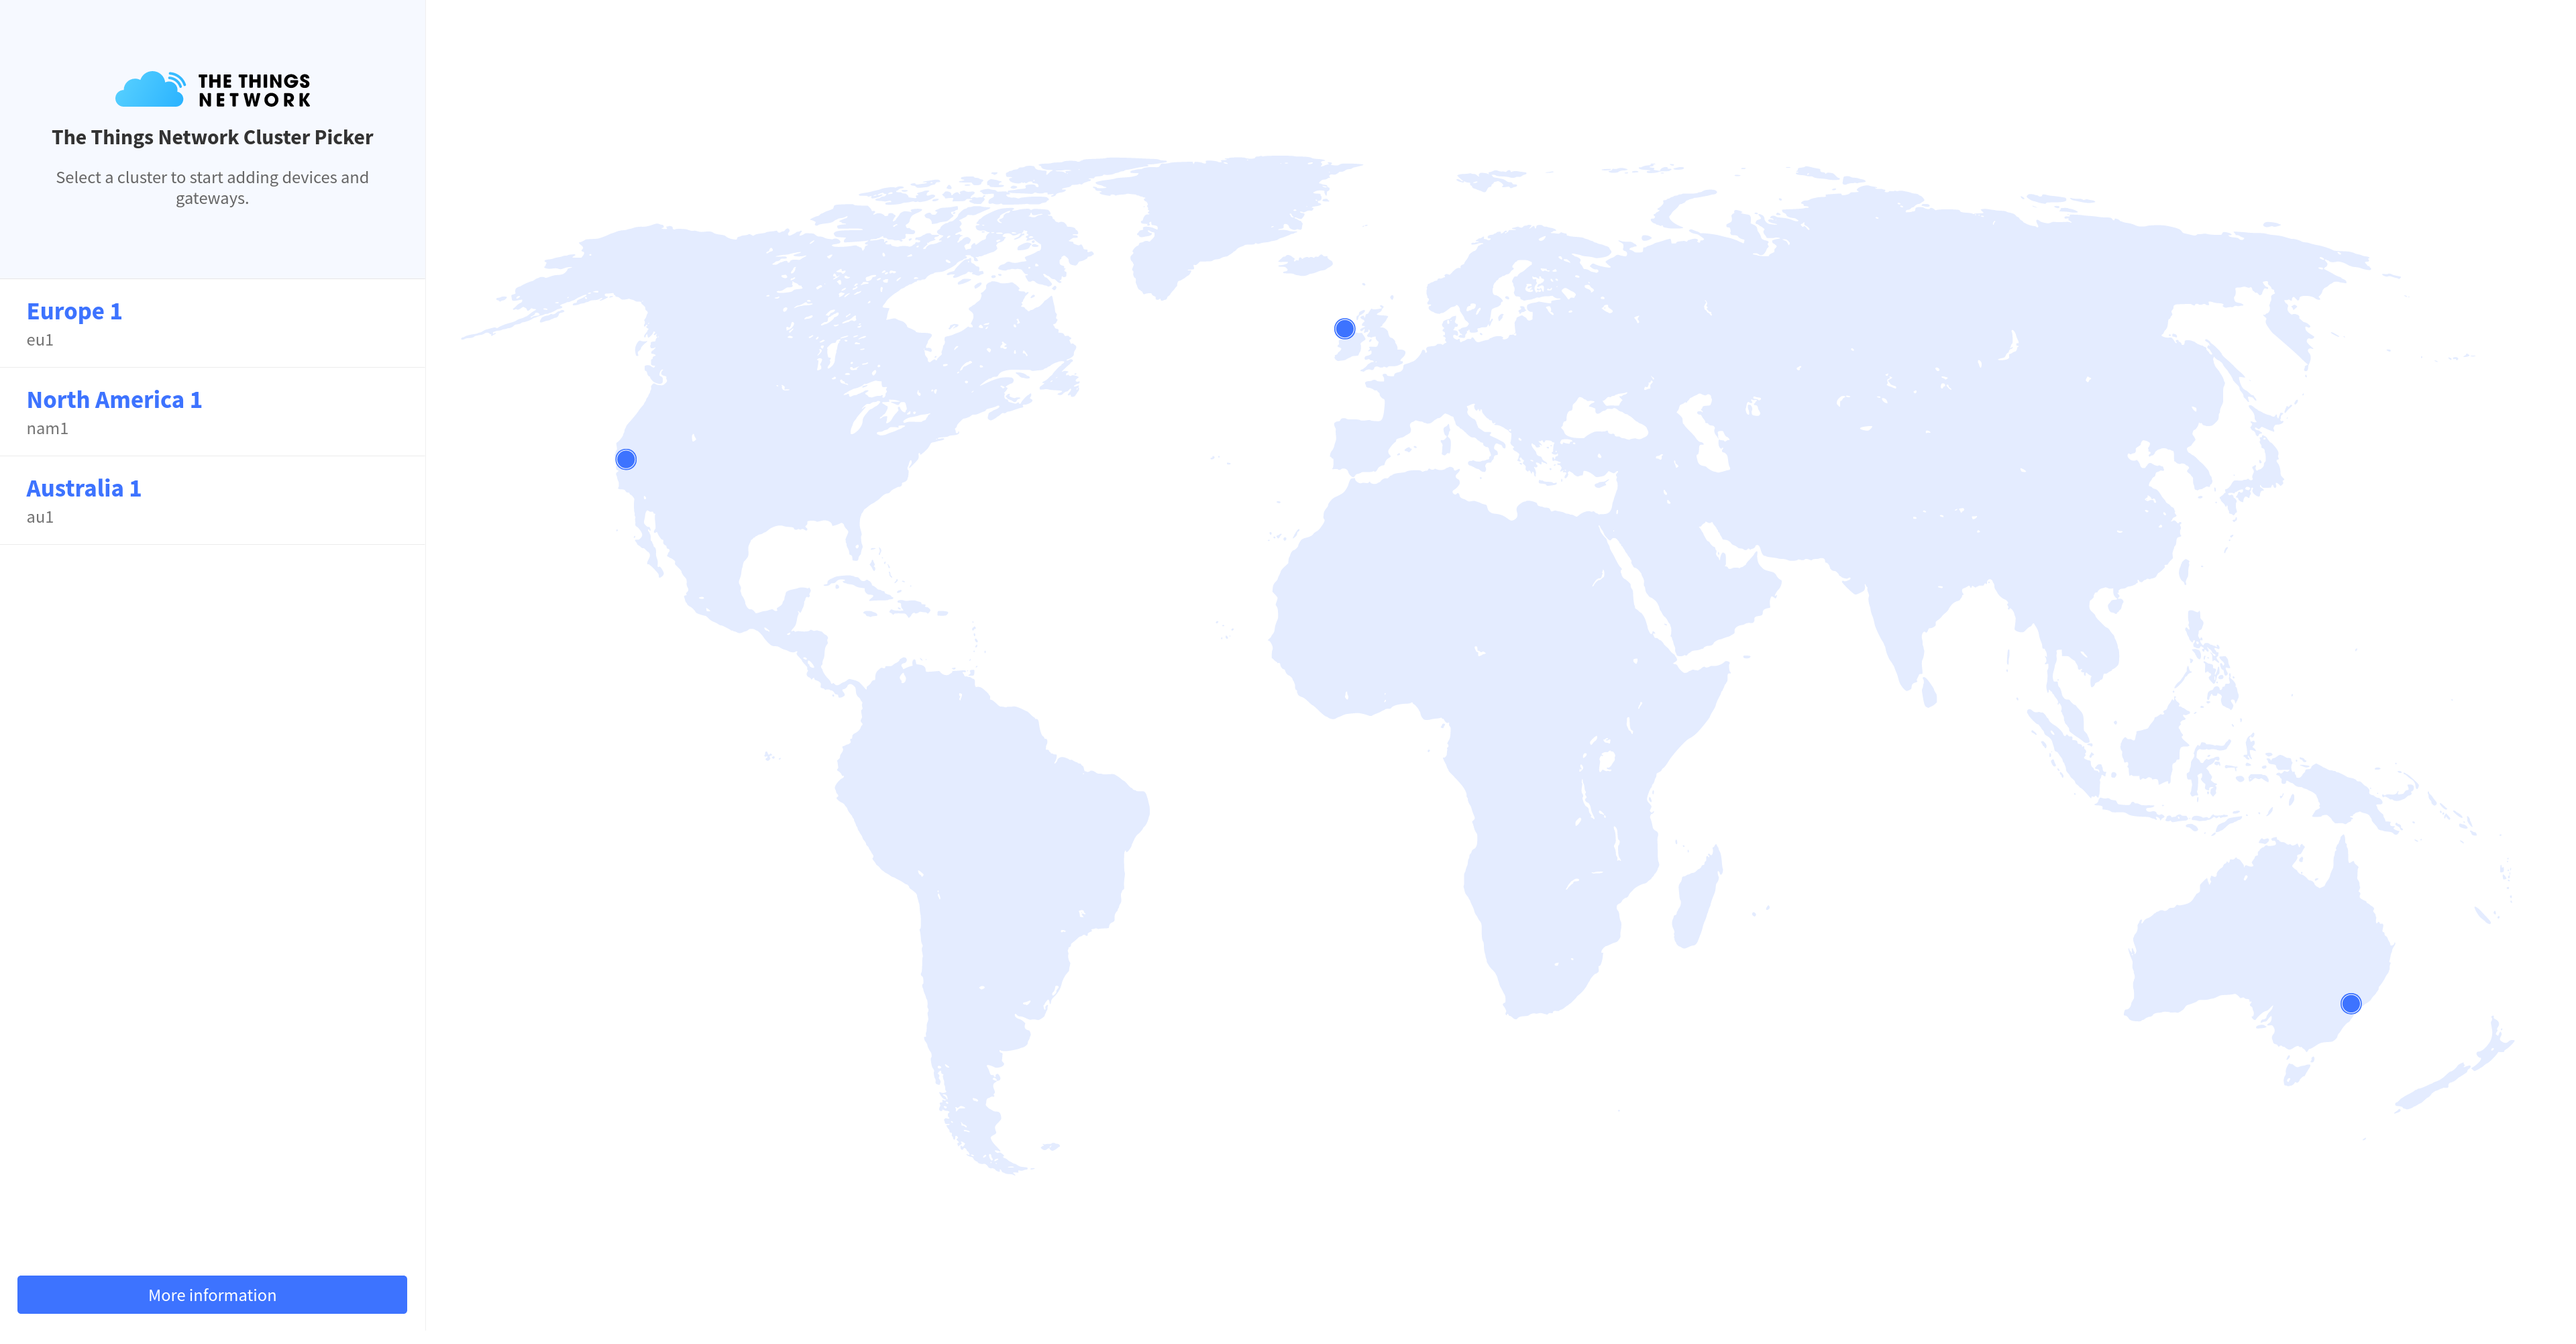 THE THINGS
NETWORK
The Things Network Cluster Picker
Select a cluster to start adding devices and
gateways.
Europe 1
eu1
North America 1
nam1
Australia 1
au1
More information